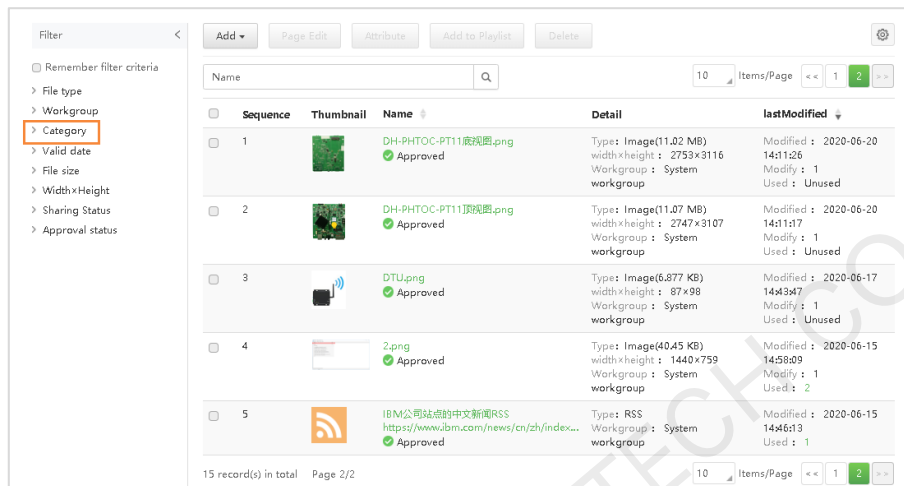 Filter
Remember filter criteria
File type
Workgroup
Category
Valid date
File size
Width×Height
Sharing Status
Approval status
Add Page Edit Attribute Add to Playlist Delete
Name 10 Items/Page << 1 2 >>
Sequence Thumbnail Name Detail lastModified
1 DH-PHTOC-PT11底视图.png Type: Image(11.02 MB) Modified : 2020-06-20
Approved width×height : 2753×3116 14:11:26
Workgroup : System Modify : 1
workgroup Used : Unused
2 DH-PHTOC-PT11顶视图.png Type: Image(11.07 MB) Modified : 2020-06-20
Approved width×height : 2747×3107 14:11:17
Workgroup : System Modify : 1
workgroup Used : Unused
3 DTU.png Type: Image(6.877 KB) Modified : 2020-06-17
Approved width×height : 87×98 14:43:47
Workgroup : System Modify : 1
workgroup Used : Unused
4 2.png Type: Image(40.45 KB) Modified : 2020-06-15
Approved width×height : 1440×759 14:58:09
Workgroup : System Modify : 1
workgroup Used : 2
5 IBM公司站点的中文新闻RSS Type: RSS Modified : 2020-06-15
https://www.ibm.com/news/cn/zh/index... Workgroup : System 14:46:13
Approved workgroup Used : 1
15 record(s) in total Page 2/2 10 Items/Page << 1 2 >>
TECH CO